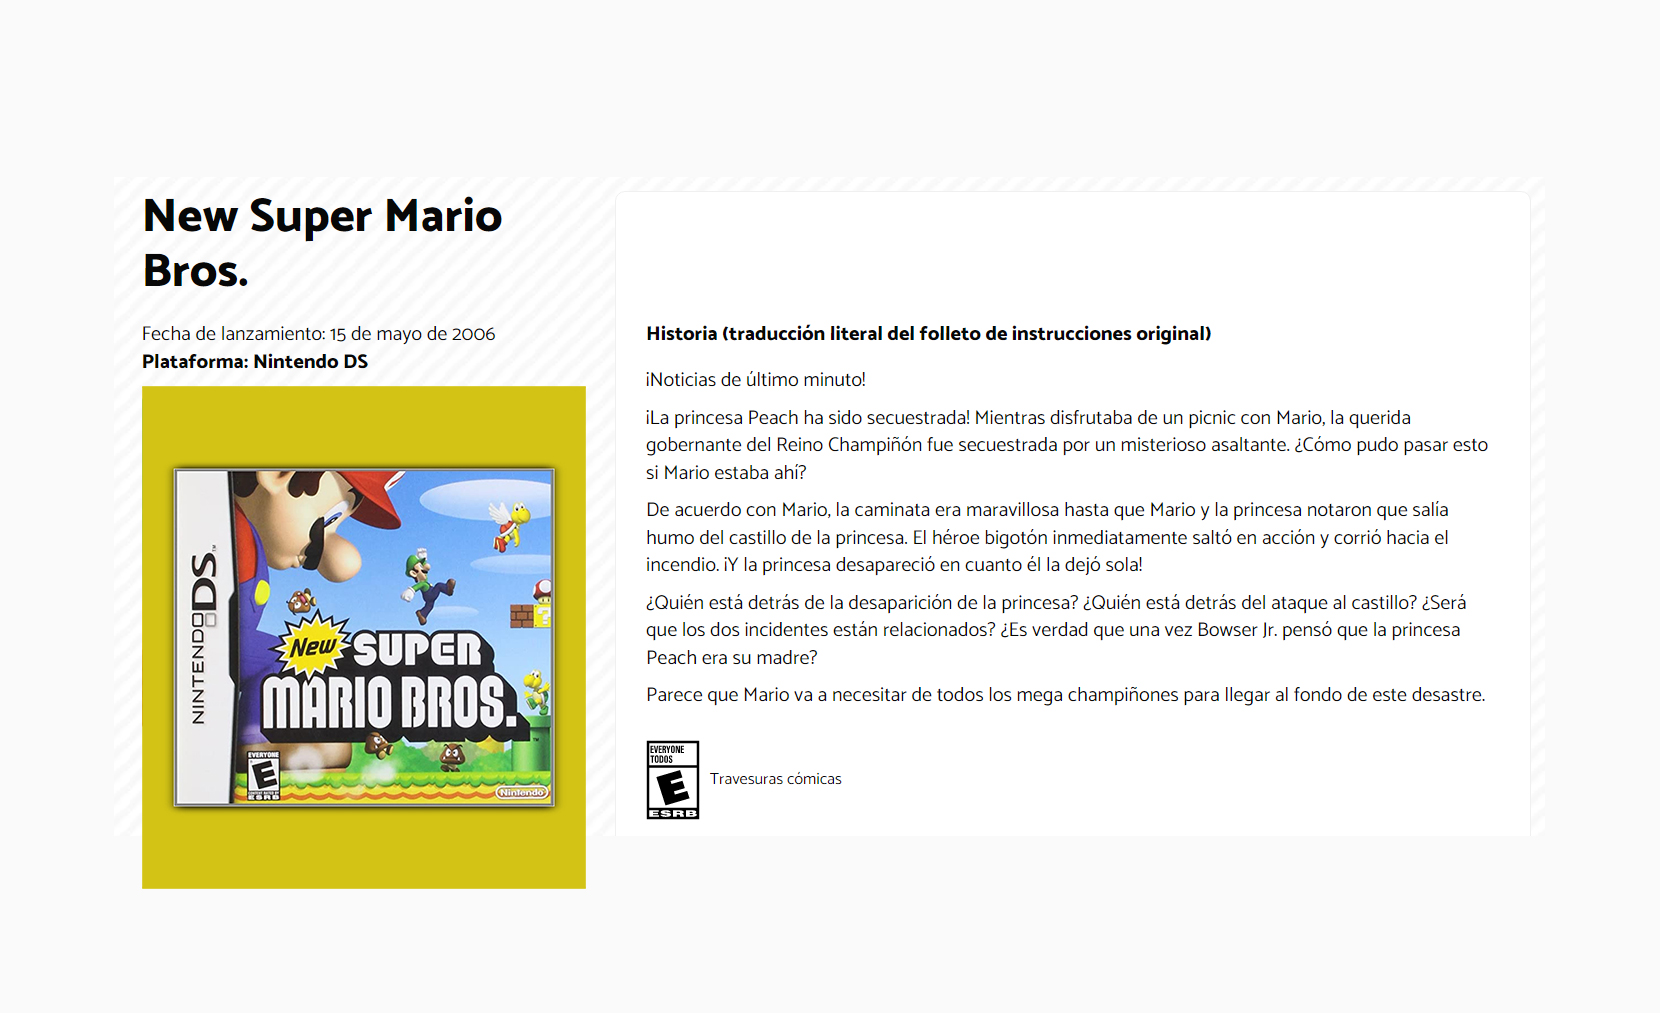 New Super Mario
Bros.
Fecha de lanzamiento: 15 de mayo de 2006
Plataforma: Nintendo DS
NINTENDO DS™
New SUPER
MARIO BROS.™
EVERYONE
E
CONTENT RATED BY
ESRB
Nintendo
Historia (traducción literal del folleto de instrucciones original)
¡Noticias de último minuto!
¡La princesa Peach ha sido secuestrada! Mientras disfrutaba de un picnic con Mario, la querida
gobernante del Reino Champiñón fue secuestrada por un misterioso asaltante. ¿Cómo pudo pasar esto
si Mario estaba ahí?
De acuerdo con Mario, la caminata era maravillosa hasta que Mario y la princesa notaron que salía
humo del castillo de la princesa. El héroe bigotón inmediatamente saltó en acción y corrió hacia el
incendio. ¡Y la princesa desapareció en cuanto él la dejó sola!
¿Quién está detrás de la desaparición de la princesa? ¿Quién está detrás del ataque al castillo? ¿Será
que los dos incidentes están relacionados? ¿Es verdad que una vez Bowser Jr. pensó que la princesa
Peach era su madre?
Parece que Mario va a necesitar de todos los mega champiñones para llegar al fondo de este desastre.
EVERYONE
TODOS
E
ESRB
Travesuras cómicas